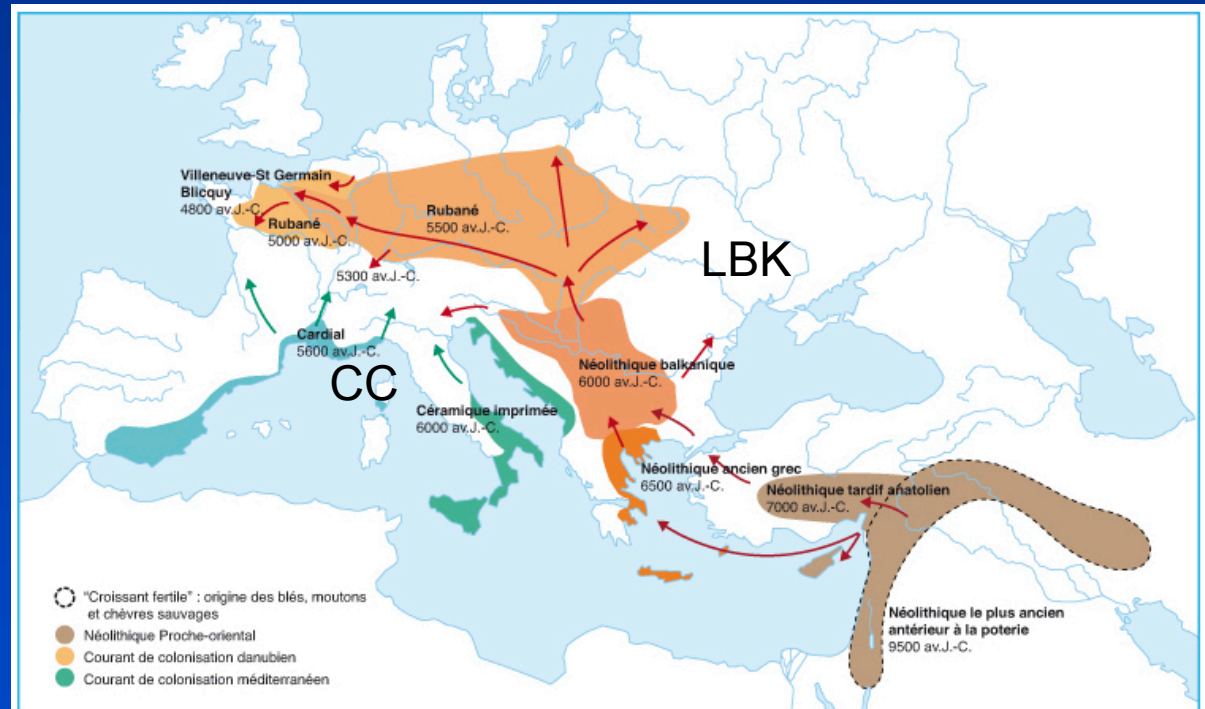 Villeneuve-St Germain
Blicquy
4800 av.J.-C.
Rubané
5000 av.J.-C.
Rubané
5500 av.J.-C.
5300 av.J.-C.
LBK
Cardial
5600 av.J.-C.
CC
Néolithique balkanique
6000 av.J.-C.
Céramique imprimée
6000 av.J.-C.
Néolithique ancien grec
6500 av.J.-C.
Néolithique tardif anatolien
7000 av.J.-C.
Néolithique le plus ancien
antérieur à la poterie
9500 av.J.-C.
"Croissant fertile" : origine des blés, moutons
et chèvres sauvages
Néolithique Proche-oriental
Courant de colonisation danubien
Courant de colonisation méditerranéen